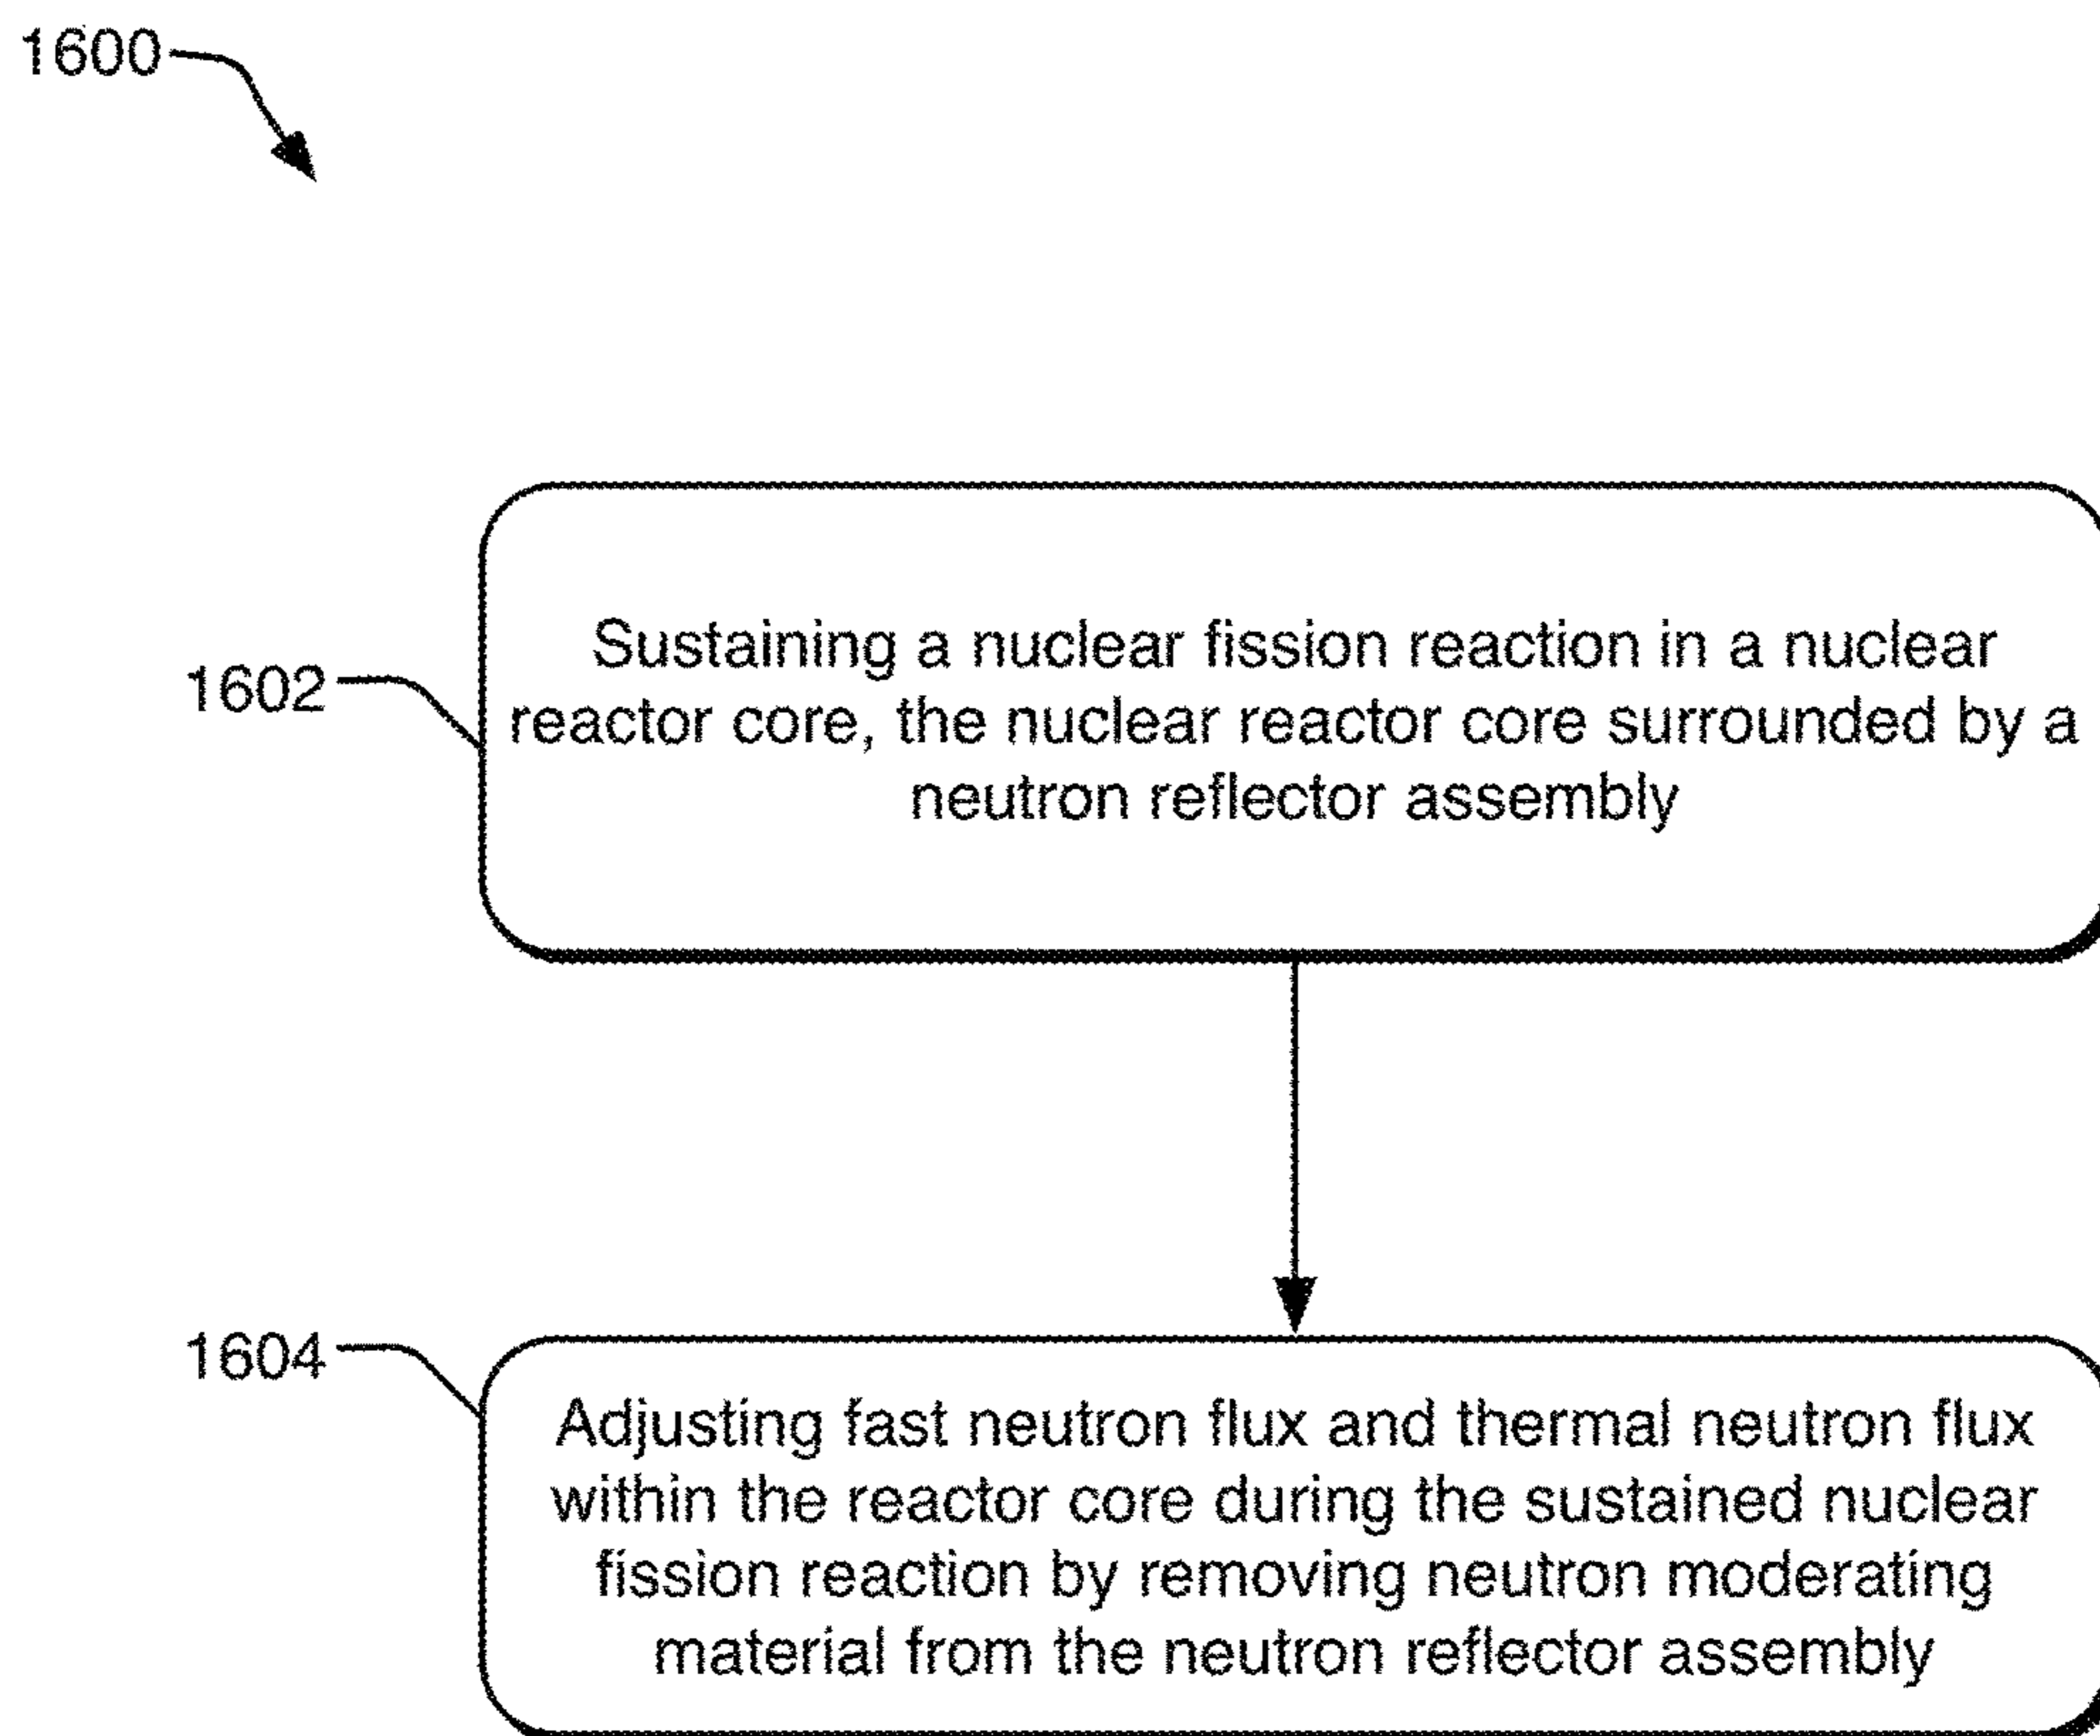 1600
1602
Sustaining a nuclear fission reaction in a nuclear
reactor core, the nuclear reactor core surrounded by a
neutron reflector assembly
1604
Adjusting fast neutron flux and thermal neutron flux
within the reactor core during the sustained nuclear
fission reaction by removing neutron moderating
material from the neutron reflector assembly